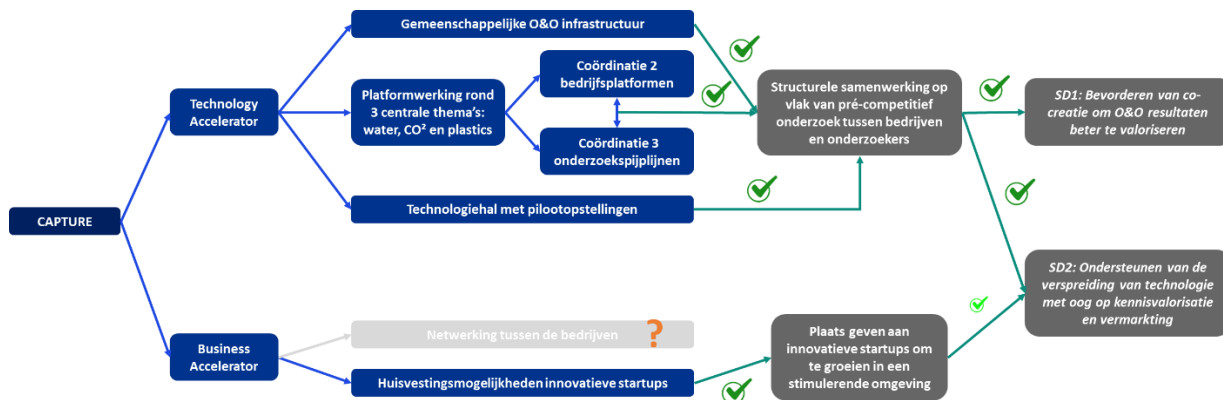 Gemeenschappelijke O&O infrastructuur
Coördinatie 2
bedrijfsplatformen
Platformwerking rond
3 centrale thema's:
water, CO² en plastics
Technology
Accelerator
Coördinatie 3
onderzoekspijplijnen
Structurele samenwerking op
vlak van pré-competitief
onderzoek tussen bedrijven
en onderzoekers
SD1: Bevorderen van co-
creatie om O&O resultaten
beter te valoriseren
Technologiehal met pilootopstellingen
CAPTURE
SD2: Ondersteunen van de
verspreiding van technologie
met oog op kennisvalorisatie
en vermarkting
Netwerking tussen de bedrijven
?
Business
Accelerator
Huisvestingsmogelijkheden innovatieve startups
Plaats geven aan
innovatieve startups om
te groeien in een
stimulerende omgeving